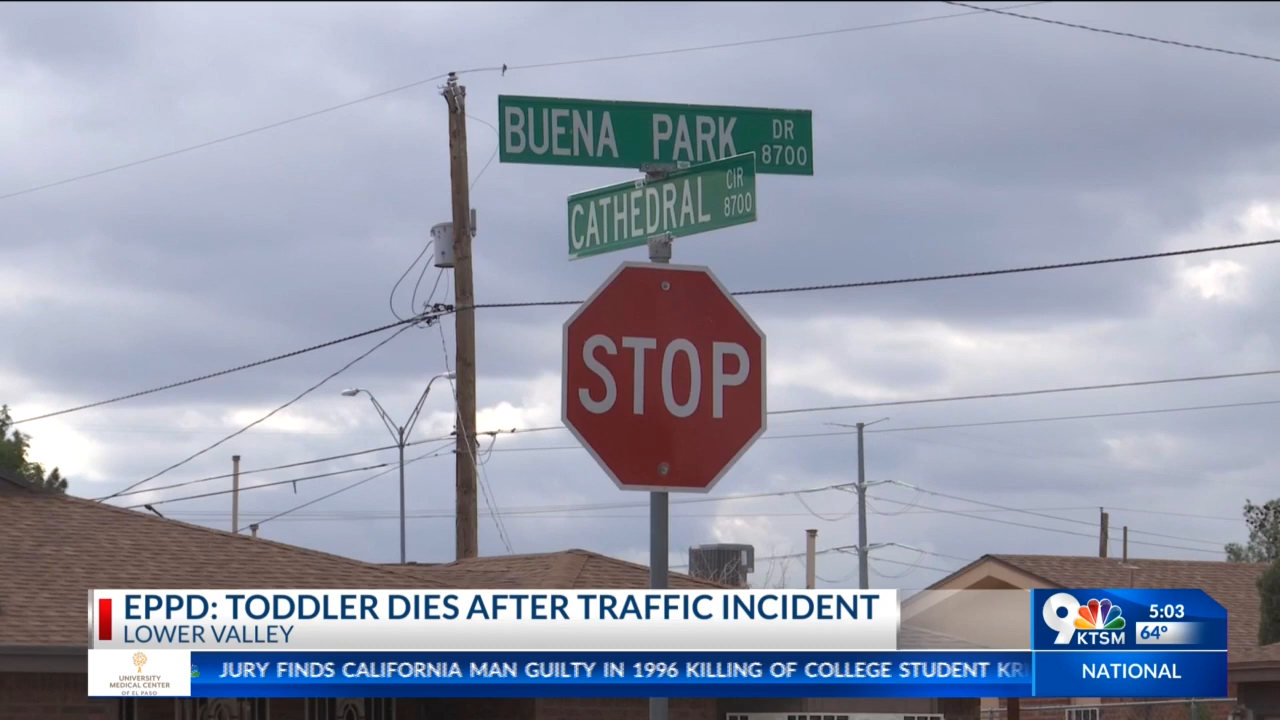 BUENA PARK DR 8700
CATHEDRAL CIR 8700
STOP
EPPD: TODDLER DIES AFTER TRAFFIC INCIDENT
LOWER VALLEY
9 KTSM
5:03
64°
UNIVERSITY
MEDICAL CENTER
OF EL PASO
JURY FINDS CALIFORNIA MAN GUILTY IN 1996 KILLING OF COLLEGE STUDENT
NATIONAL